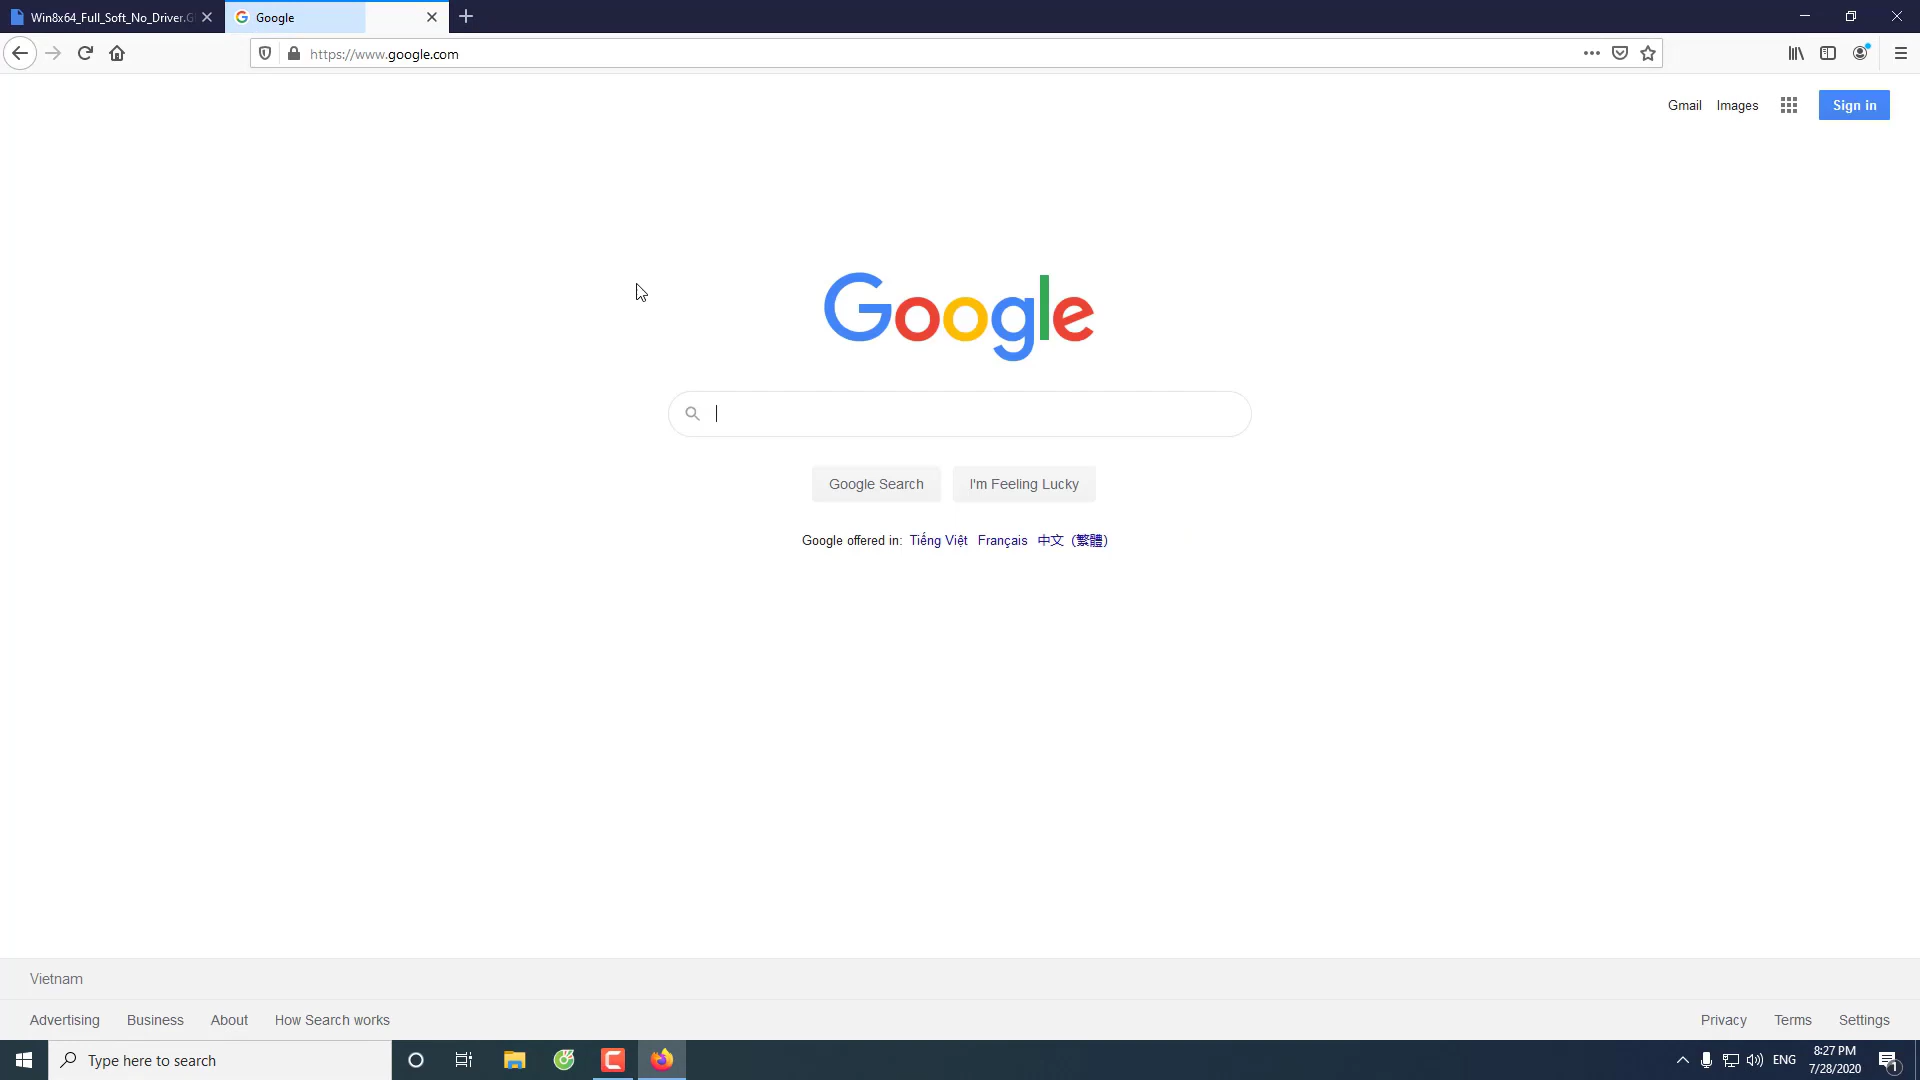 Win8x64_Full_Soft_No_Driver.G
Google
https://www.google.com
Gmail Images Sign in
Google
Google Search I'm Feeling Lucky
Google offered in: Tiếng Việt Français 中文（繁體）
Vietnam
Advertising Business About How Search works Privacy Terms Settings
Type here to search
ENG
8:27 PM
7/28/2020
1